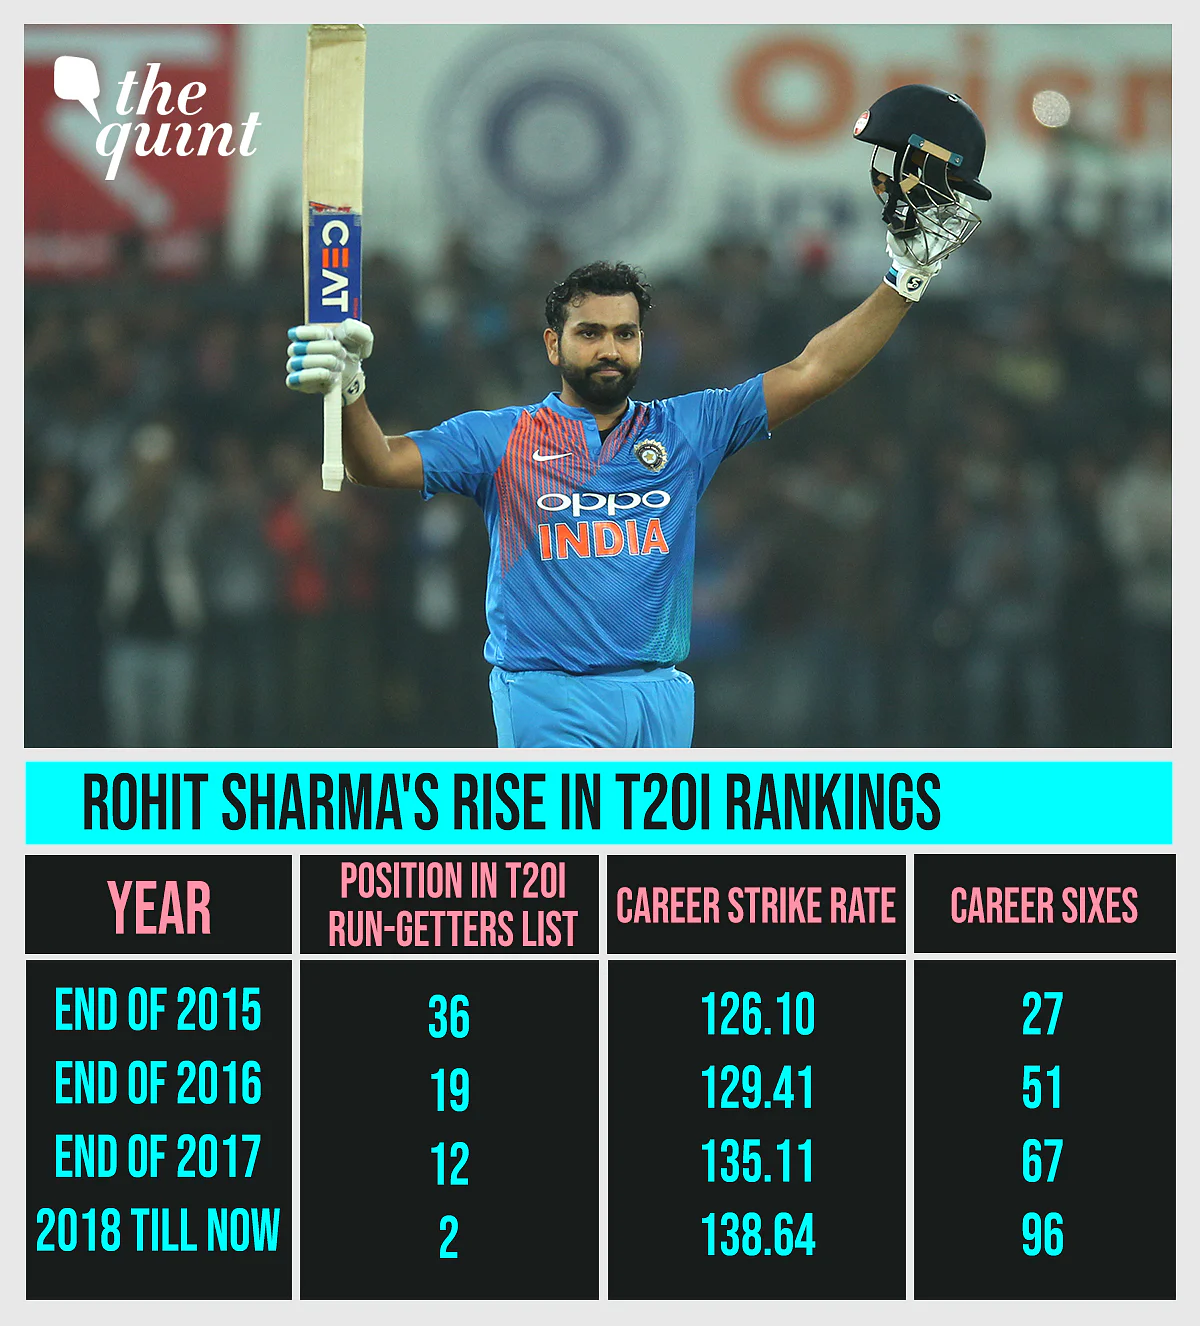 the
quint
CEAT
oppo
INDIA
ROHIT SHARMA'S RISE IN T20I RANKINGS
YEAR
POSITION IN T20I
RUN-GETTERS LIST
CAREER STRIKE RATE
CAREER SIXES
END OF 2015 36 126.10 27
END OF 2016 19 129.41 51
END OF 2017 12 135.11 67
2018 TILL NOW 2 138.64 96